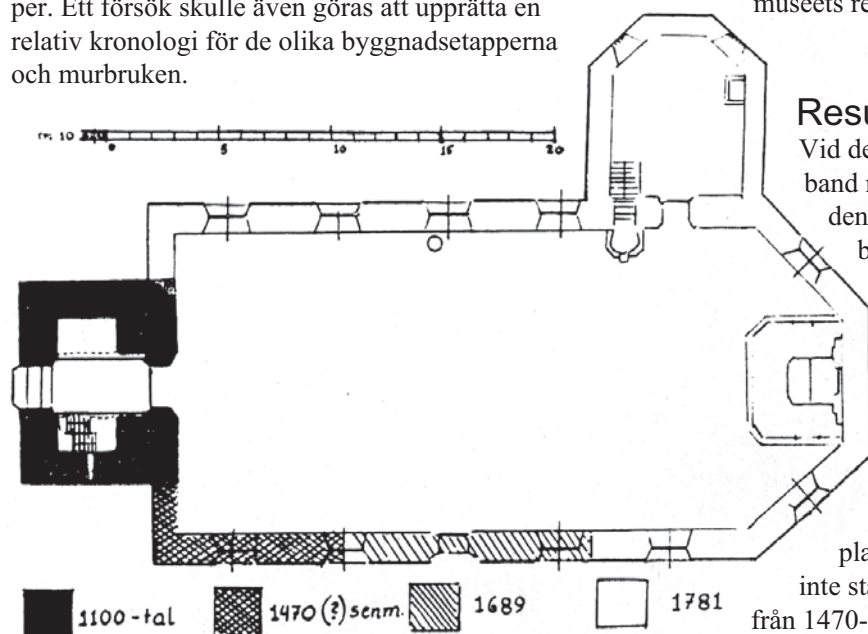 per. Ett försök skulle även göras att upprätta en
relativ kronologi för de olika byggnadsetapperna
och murbruken.
museets re
Resu
Vid de
band
den
b
10
0 5 10 15 20
pla
inte sta
från 1470-
1100-tal
1470 (?) senm.
1689
1781